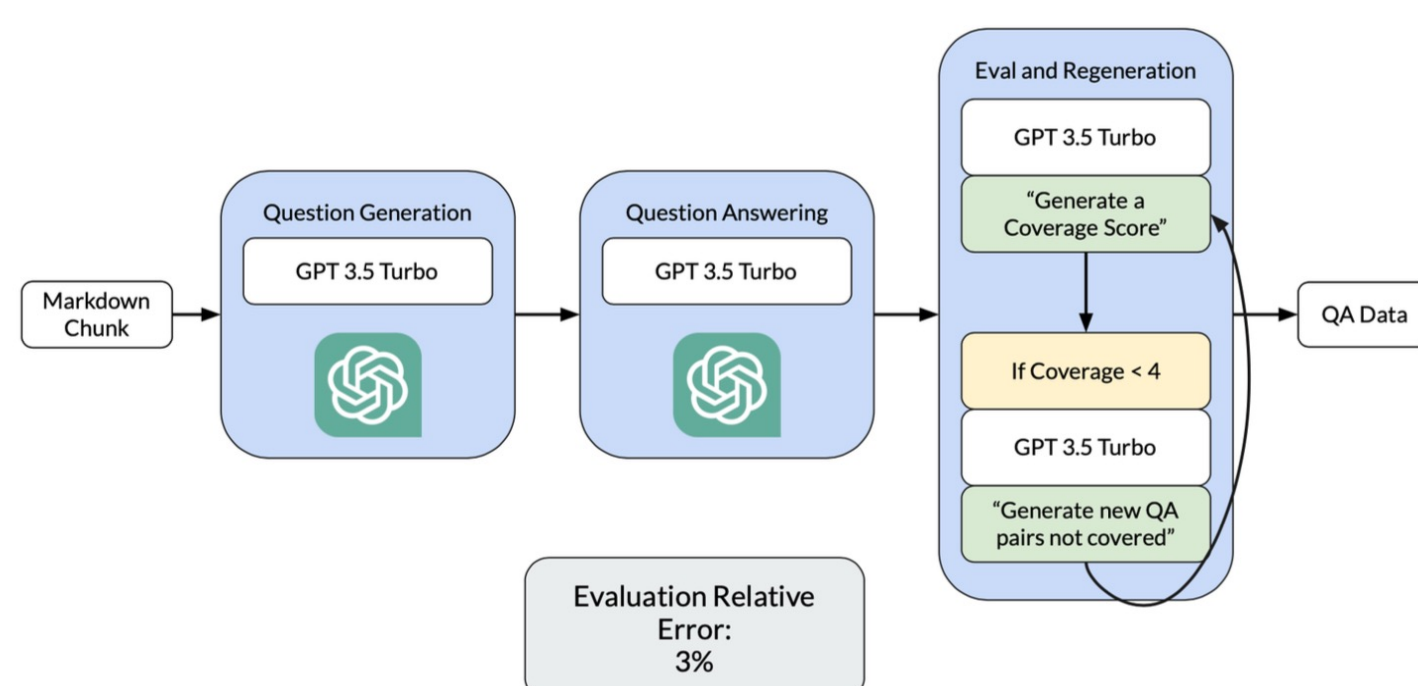 Markdown
Chunk
Question Generation
GPT 3.5 Turbo
Question Answering
GPT 3.5 Turbo
Eval and Regeneration
GPT 3.5 Turbo
“Generate a
Coverage Score”
If Coverage < 4
GPT 3.5 Turbo
“Generate new QA
pairs not covered”
QA Data
Evaluation Relative
Error:
3%